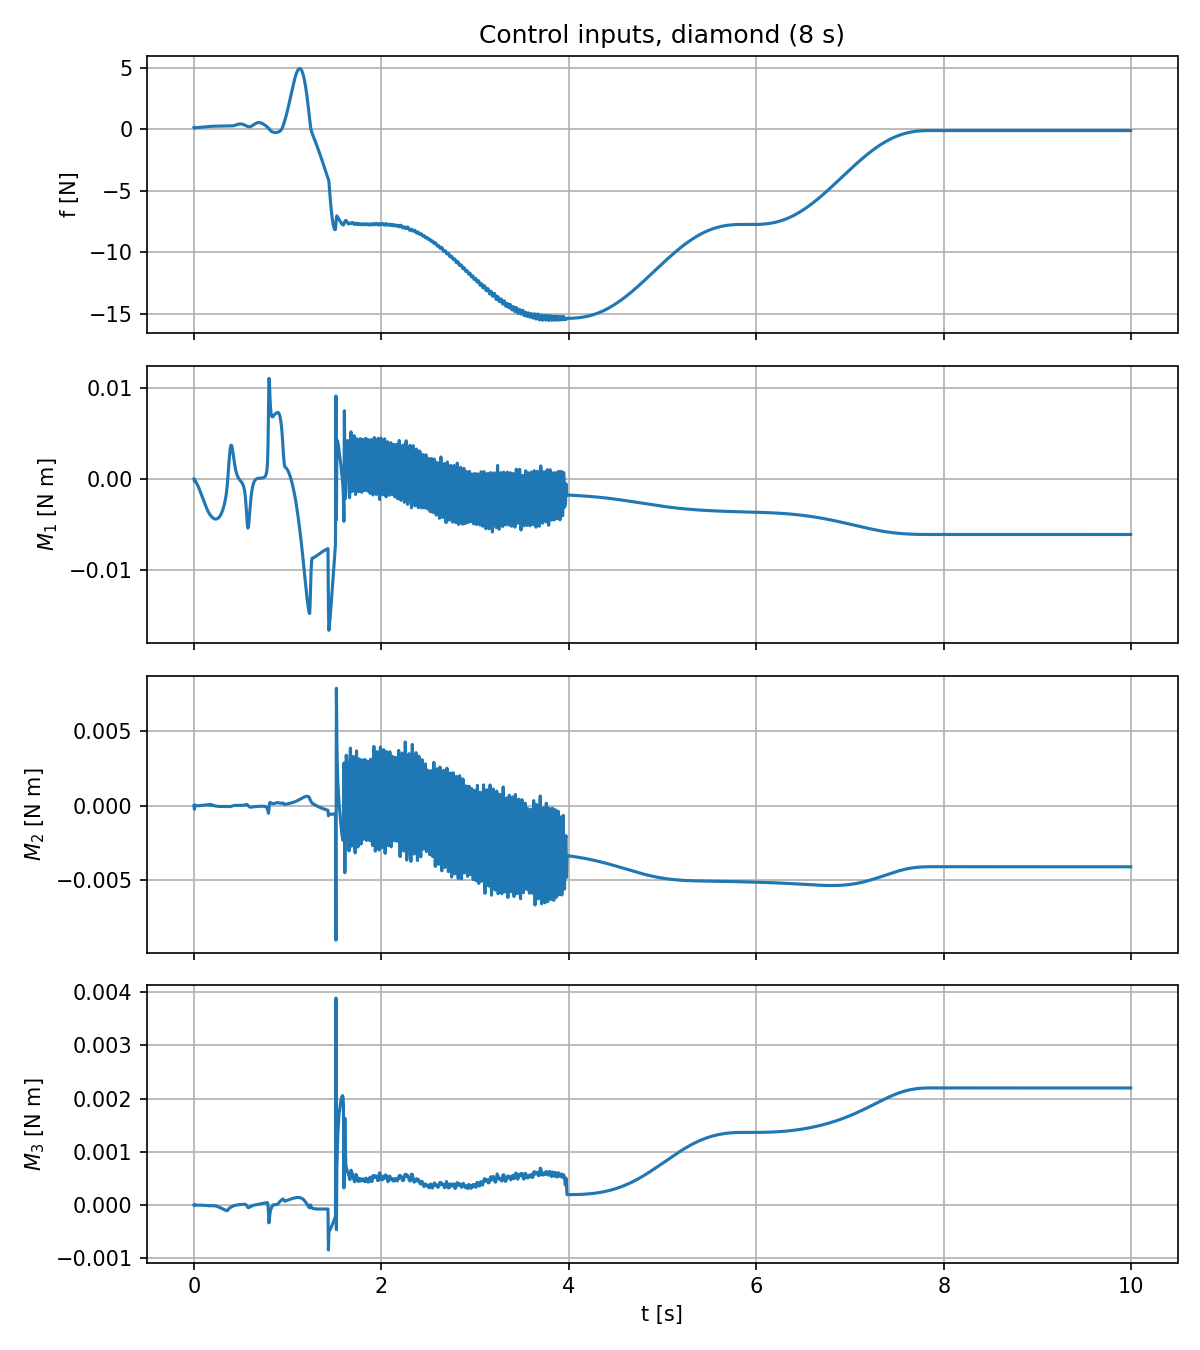 Control inputs, diamond (8 s)
5
0
−5
−10
−15
f [N]
0.01
0.00
−0.01
M₁ [N m]
0.005
0.000
−0.005
M₂ [N m]
0.004
0.003
0.002
0.001
0.000
−0.001
M₃ [N m]
0 2 4 6 8 10
t [s]